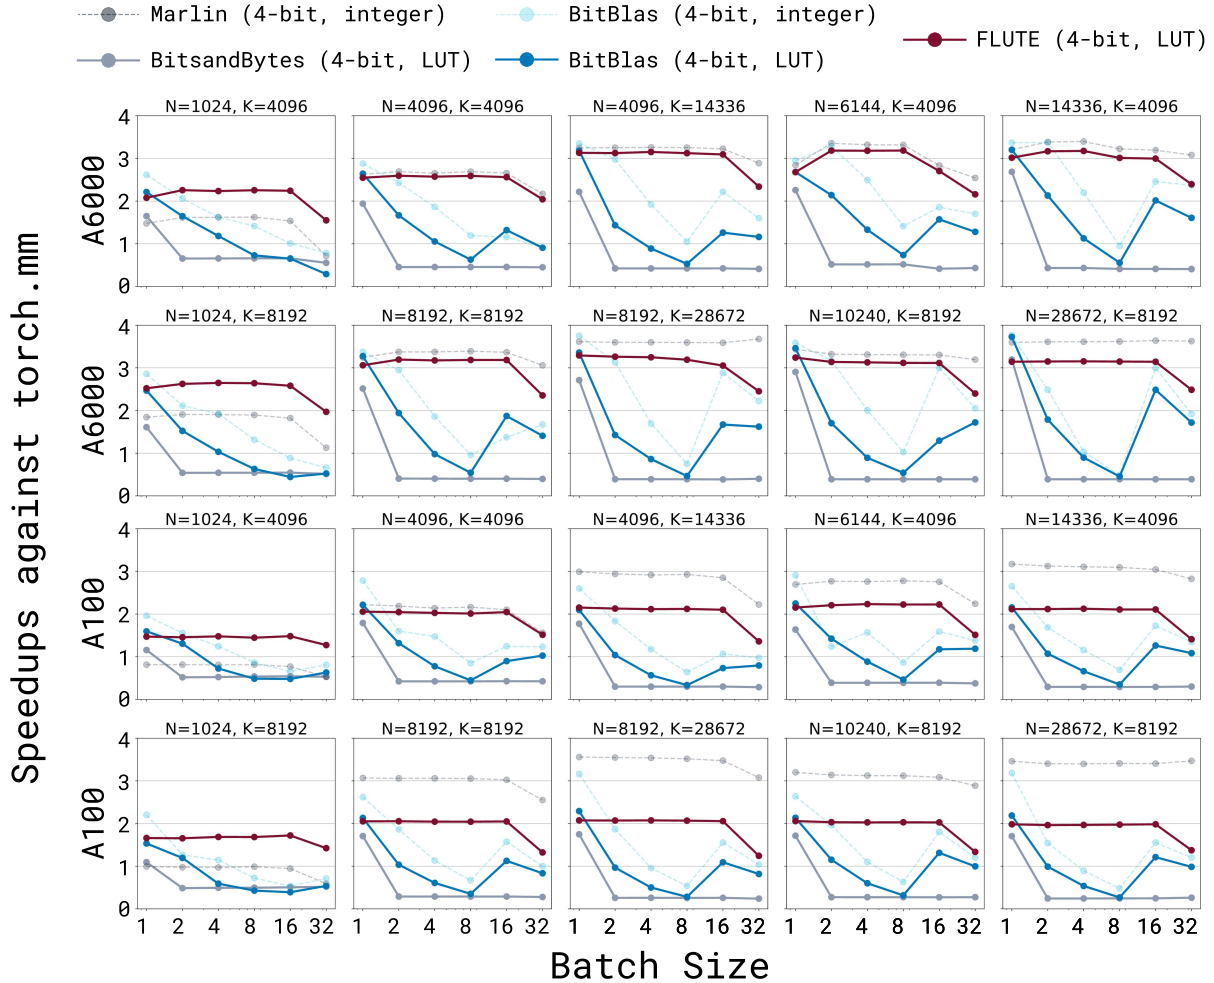 Marlin (4-bit, integer)
BitBlas (4-bit, integer)
FLUTE (4-bit, LUT)
BitsandBytes (4-bit, LUT)
BitBlas (4-bit, LUT)
Speedups against torch.mm
N=1024, K=4096
N=4096, K=4096
N=4096, K=14336
N=6144, K=4096
N=14336, K=4096
A6000
4
3
2
1
0
N=1024, K=8192
N=8192, K=8192
N=8192, K=28672
N=10240, K=8192
N=28672, K=8192
A6000
4
3
2
1
0
N=1024, K=4096
N=4096, K=4096
N=4096, K=14336
N=6144, K=4096
N=14336, K=4096
A100
4
3
2
1
0
N=1024, K=8192
N=8192, K=8192
N=8192, K=28672
N=10240, K=8192
N=28672, K=8192
A100
4
3
2
1
0
1 2 4 8 16 32
1 2 4 8 16 32
1 2 4 8 16 32
1 2 4 8 16 32
1 2 4 8 16 32
Batch Size